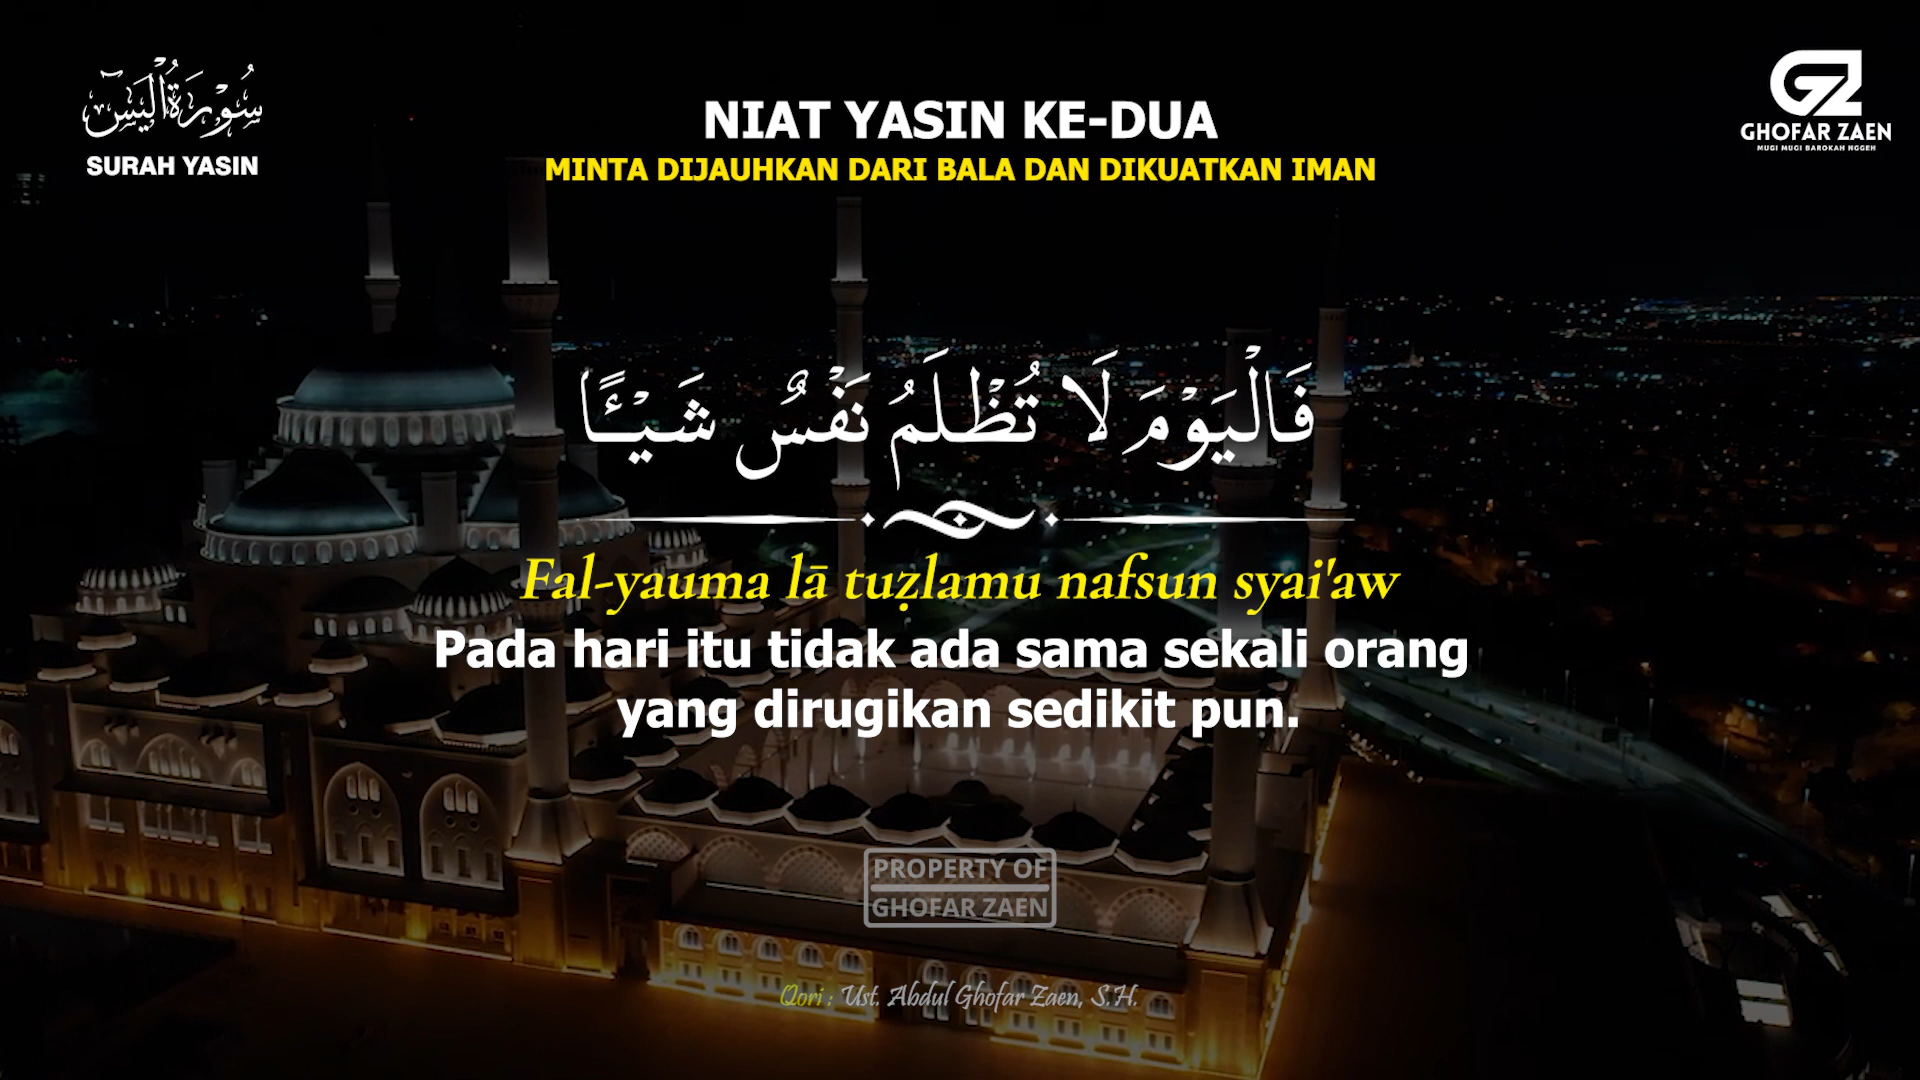 سُوْرَةُ الْيٰسٓ
SURAH YASIN
NIAT YASIN KE-DUA
MINTA DIJAUHKAN DARI BALA DAN DIKUATKAN IMAN
GZ
GHOFAR ZAEN
MUGI MUGI BAROKAH NGGEH
فَالْيَوْمَ لَا تُظْلَمُ نَفْسٌ شَيْـًٔا
Fal-yauma lā tuẓlamu nafsun syai'aw
Pada hari itu tidak ada sama sekali orang
yang dirugikan sedikit pun.
PROPERTY OF
GHOFAR ZAEN
Qori : Ust. Abdul Ghofar Zaen, S.H.